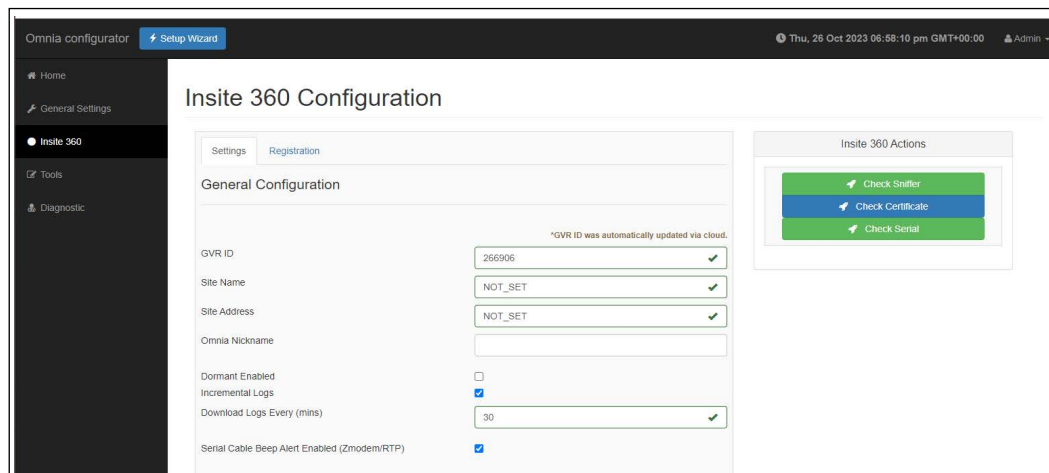 Omnia configurator
Setup Wizard
Thu, 26 Oct 2023 06:58:10 pm GMT+00:00
Admin
Home
General Settings
Insite 360
Tools
Diagnostic
Insite 360 Configuration
Settings
Registration
General Configuration
*GVR ID was automatically updated via cloud.
GVR ID
266906
Site Name
NOT_SET
Site Address
NOT_SET
Omnia Nickname
Dormant Enabled
Incremental Logs
Download Logs Every (mins)
30
Serial Cable Beep Alert Enabled (Zmodem/RTP)
Insite 360 Actions
Check Sniffer
Check Certificate
Check Serial